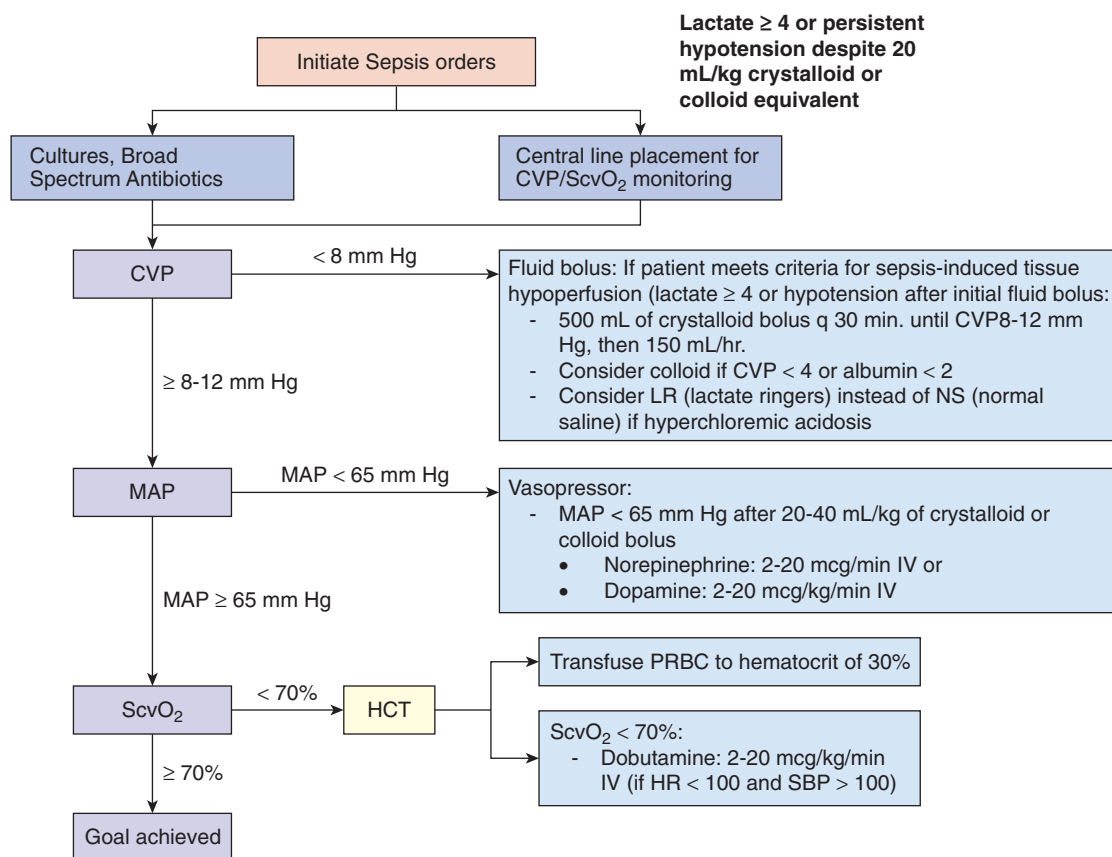 Lactate ≥ 4 or persistent
hypotension despite 20
mL/kg crystalloid or
colloid equivalent
Initiate Sepsis orders
Cultures, Broad
Spectrum Antibiotics
Central line placement for
CVP/ScvO₂ monitoring
CVP
< 8 mm Hg
Fluid bolus: If patient meets criteria for sepsis-induced tissue
hypoperfusion (lactate ≥ 4 or hypotension after initial fluid bolus:
- 500 mL of crystalloid bolus q 30 min. until CVP8-12 mm
Hg, then 150 mL/hr.
- Consider colloid if CVP < 4 or albumin < 2
- Consider LR (lactate ringers) instead of NS (normal
saline) if hyperchloremic acidosis
≥ 8-12 mm Hg
MAP
MAP < 65 mm Hg
Vasopressor:
- MAP < 65 mm Hg after 20-40 mL/kg of crystalloid or
colloid bolus
• Norepinephrine: 2-20 mcg/min IV or
• Dopamine: 2-20 mcg/kg/min IV
MAP ≥ 65 mm Hg
ScvO₂
< 70%
HCT
Transfuse PRBC to hematocrit of 30%
ScvO₂ < 70%:
- Dobutamine: 2-20 mcg/kg/min
IV (if HR < 100 and SBP > 100)
≥ 70%
Goal achieved